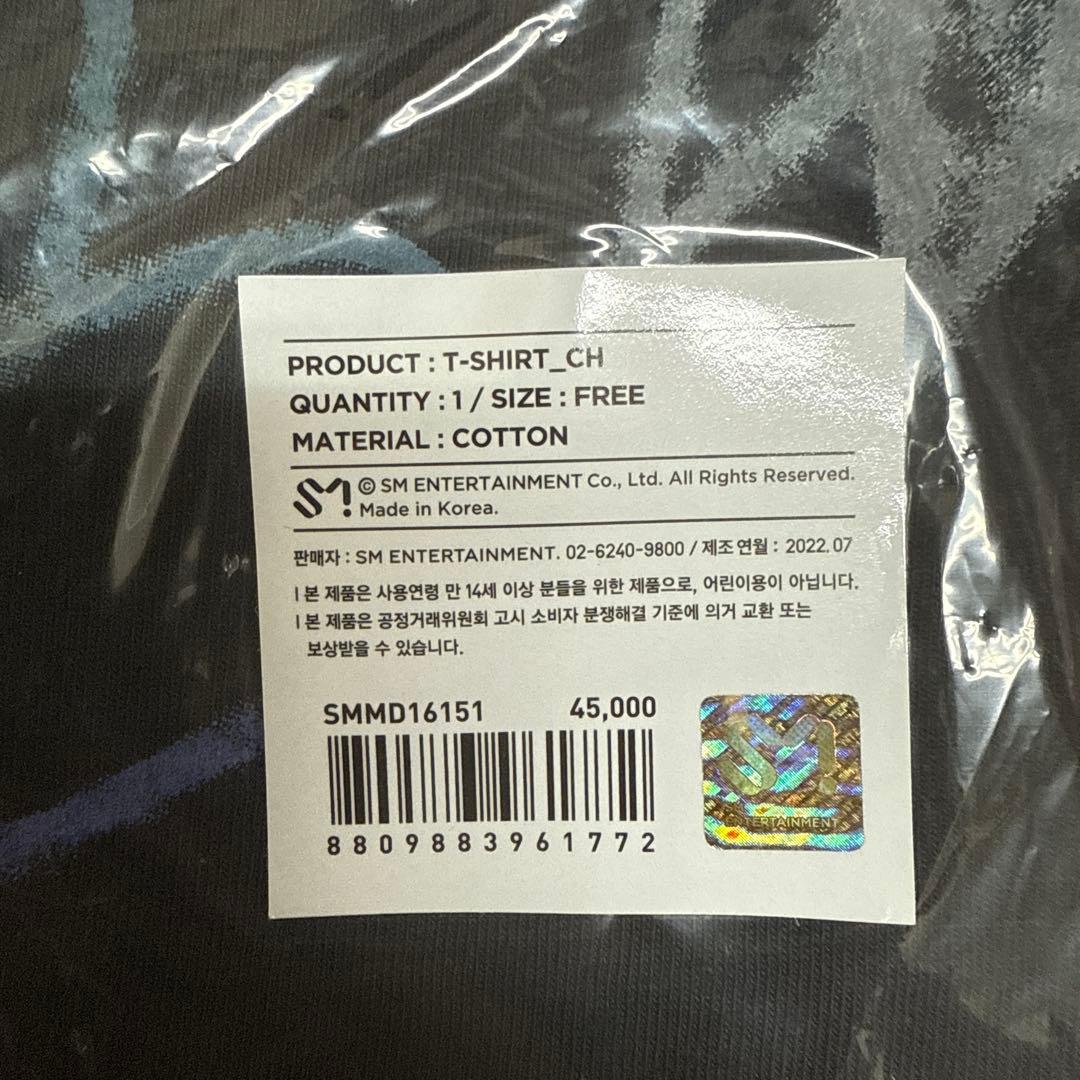 PRODUCT : T-SHIRT_CH
QUANTITY : 1 / SIZE : FREE
MATERIAL : COTTON
SM! © SM ENTERTAINMENT Co., Ltd. All Rights Reserved.
Made in Korea.
판매자 : SM ENTERTAINMENT. 02-6240-9800 / 제조 연월 : 2022.07
l 본 제품은 사용연령 만 14세 이상 분들을 위한 제품으로, 어린이용이 아닙니다.
l 본 제품은 공정거래위원회 고시 소비자 분쟁해결 기준에 의거 교환 또는
보상받을 수 있습니다.
SMMD16151 45,000
8809883961772
SM!
ENTERTAINMENT